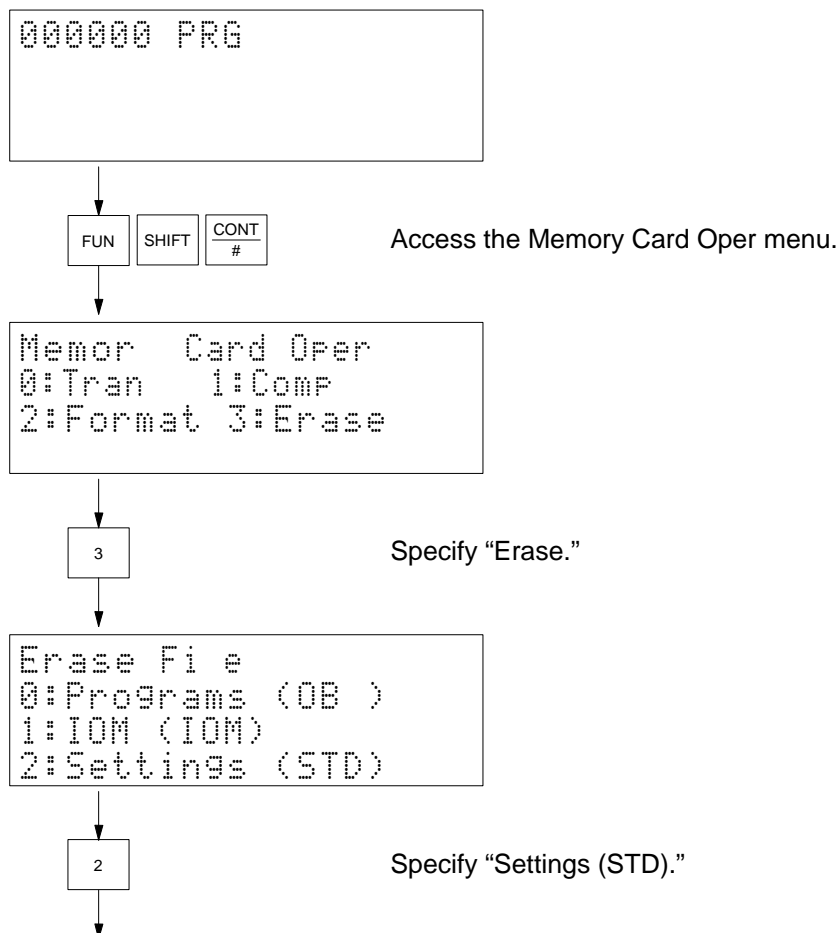 000000 PRG
FUN SHIFT CONT
#
Access the Memory Card Oper menu.
Memor Card Oper
0:Tran 1:Comp
2:Format 3:Erase
3
Specify “Erase.”
Erase Fi e
0:Programs (OB )
1:IOM (IOM)
2:Settings (STD)
2
Specify “Settings (STD).”